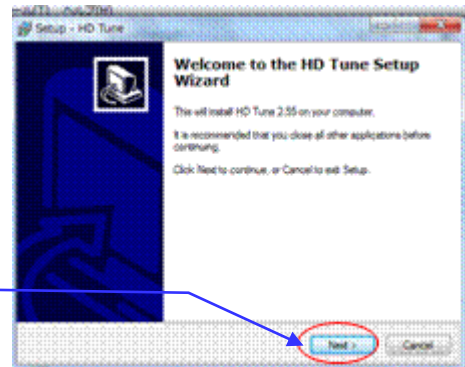 Setup - HD Tune
Welcome to the HD Tune Setup
Wizard
This will install HD Tune 2.55 on your computer.
It is recommended that you close all other applications before
continuing.
Click Next to continue, or Cancel to exit Setup.
Next >
Cancel